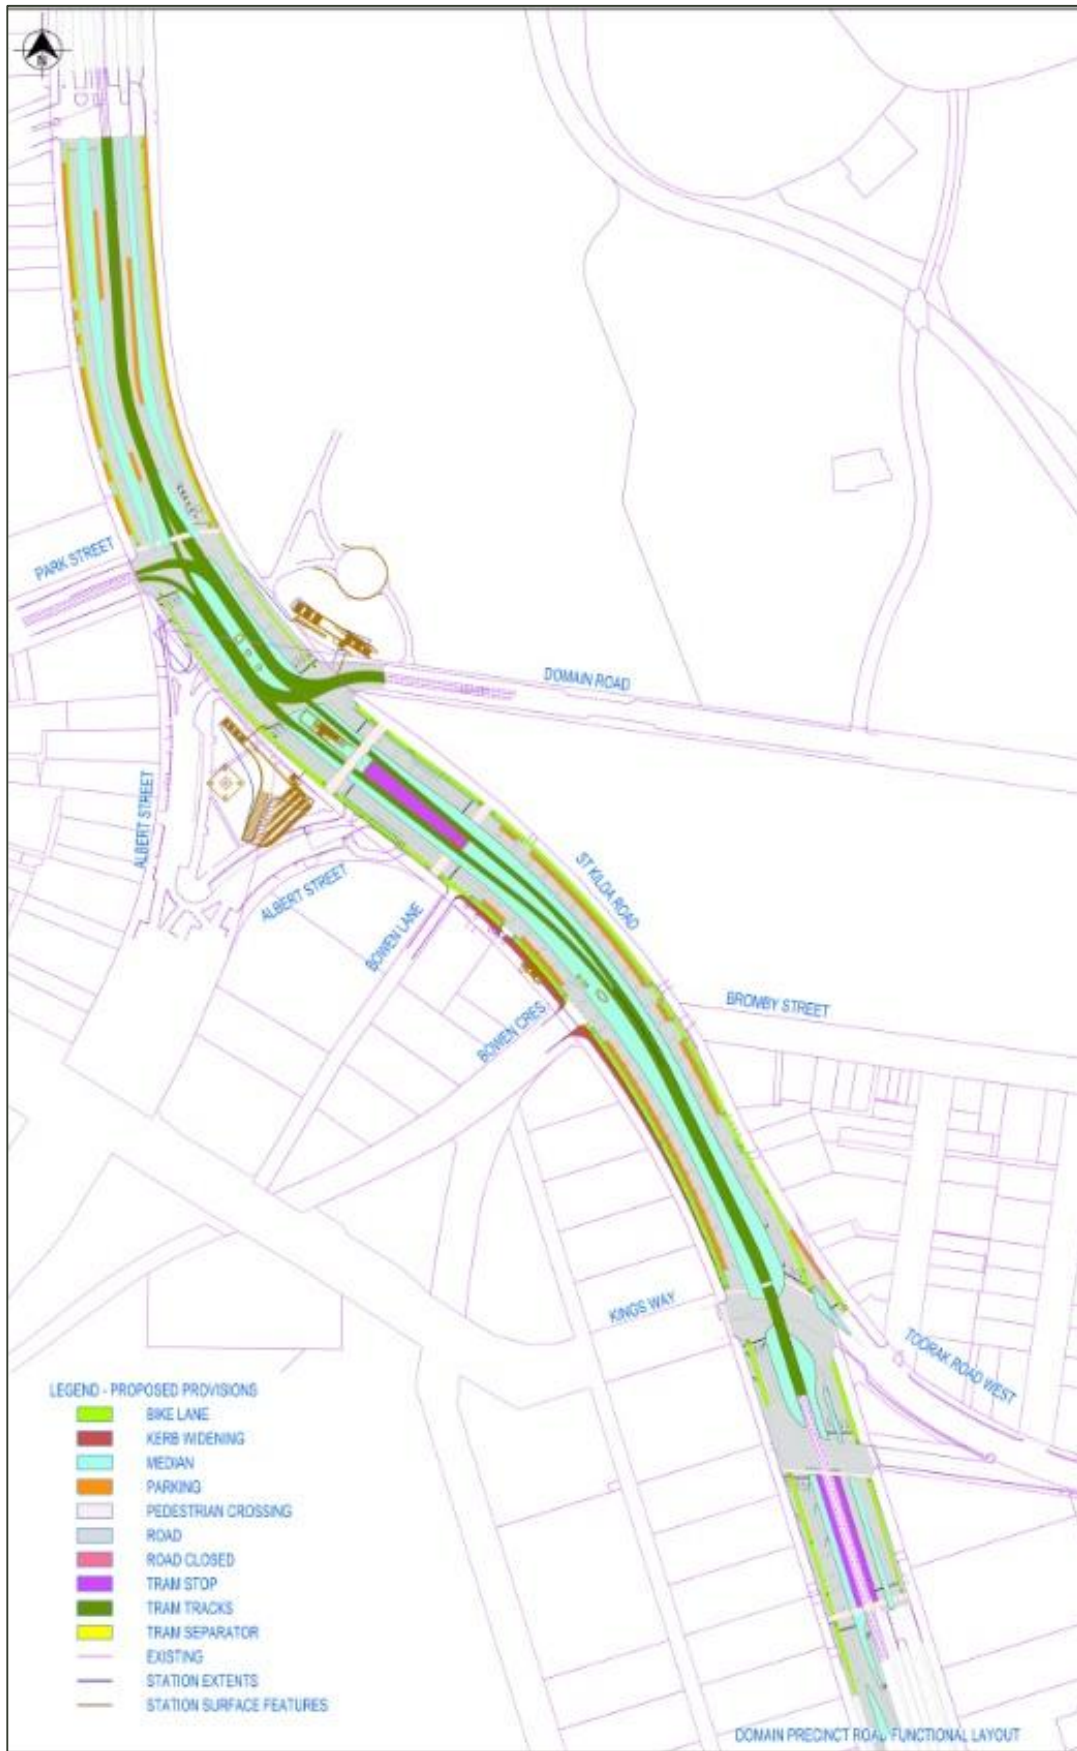 N
PARK STREET
DOMAIN ROAD
ALBERT STREET
ALBERT STREET
ST KILDA ROAD
BOWEN LANE
BROMBY STREET
BOWEN CRES
KINGS WAY
TOORAK ROAD WEST
LEGEND - PROPOSED PROVISIONS
BIKE LANE
KERB WIDENING
MEDIAN
PARKING
PEDESTRIAN CROSSING
ROAD
ROAD CLOSED
TRAM STOP
TRAM TRACKS
TRAM SEPARATOR
EXISTING
STATION EXTENTS
STATION SURFACE FEATURES
DOMAIN PRECINCT ROAD FUNCTIONAL LAYOUT